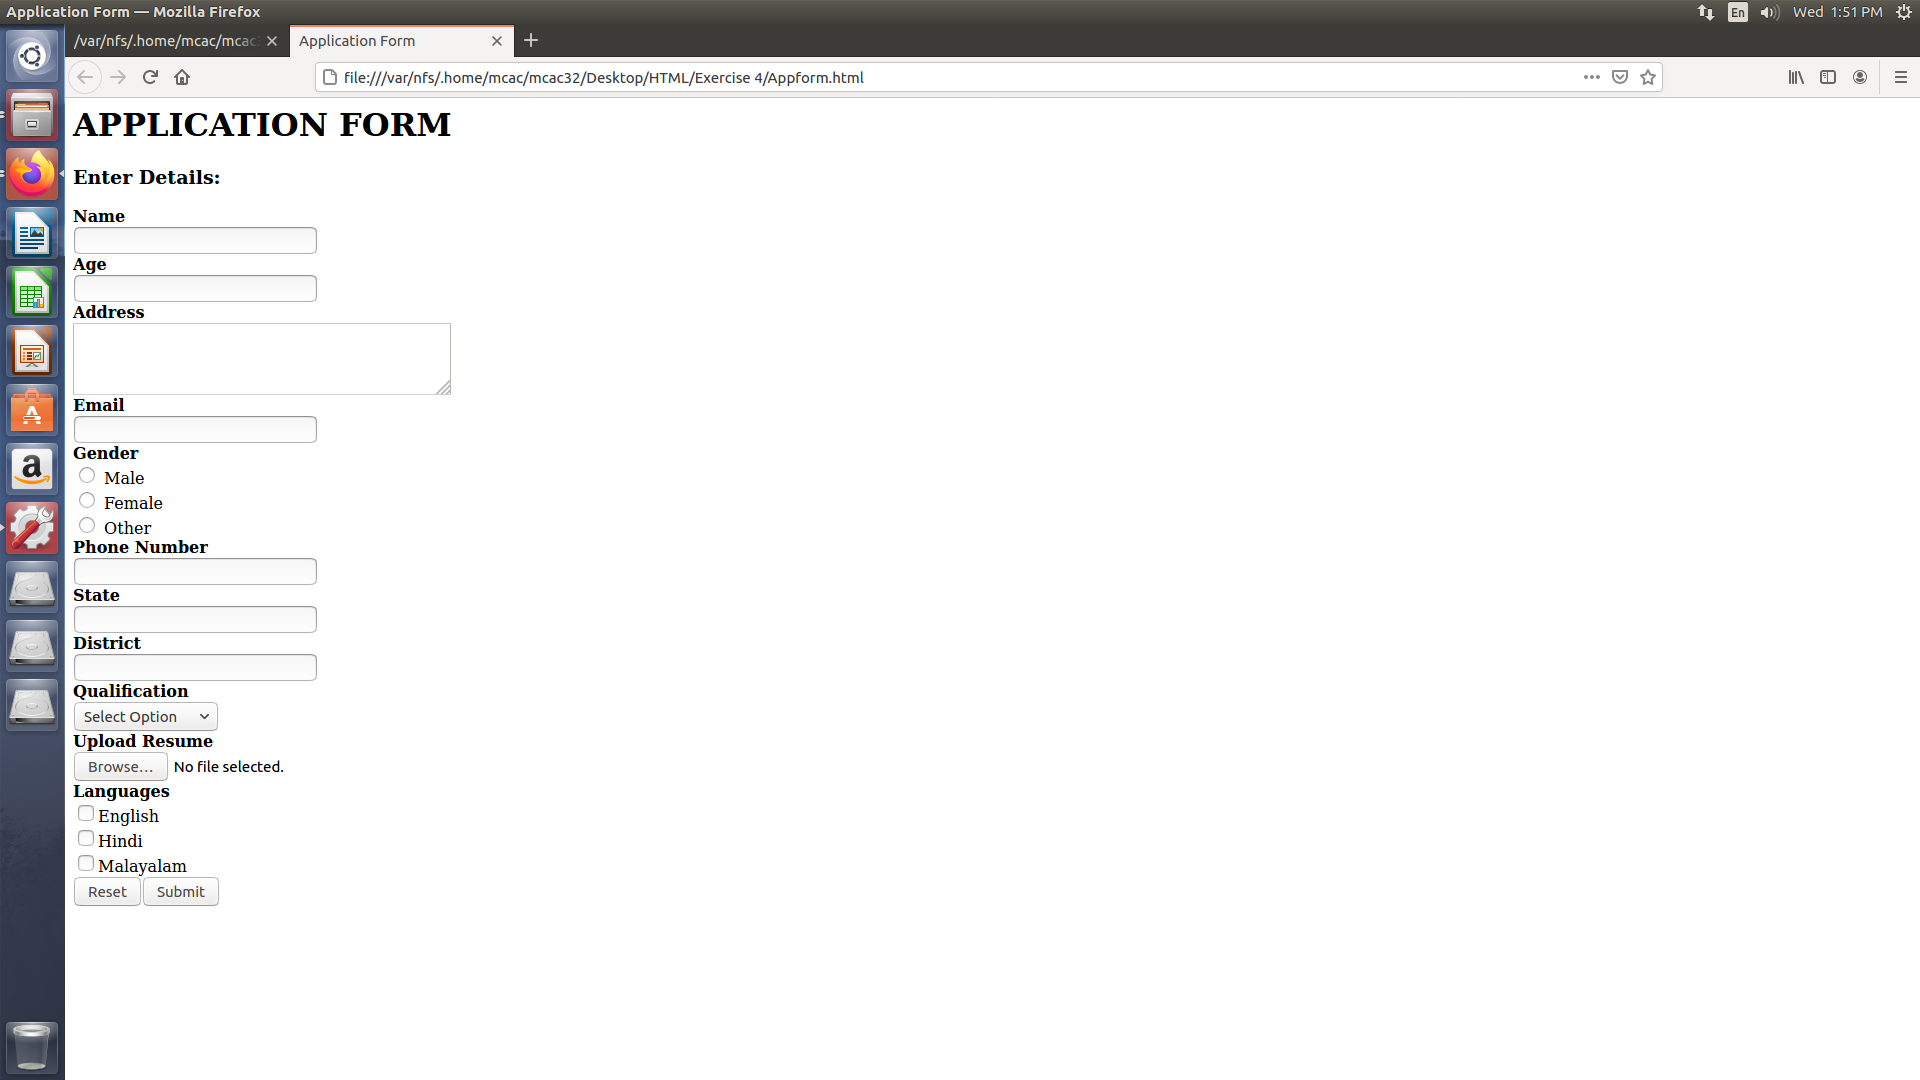 Application Form — Mozilla Firefox
En
Wed 1:51 PM
/var/nfs/.home/mcac/mcac
Application Form
file:///var/nfs/.home/mcac/mcac32/Desktop/HTML/Exercise 4/Appform.html
APPLICATION FORM
Enter Details:
Name
Age
Address
Email
Gender
Male
Female
Other
Phone Number
State
District
Qualification
Select Option
Upload Resume
Browse... No file selected.
Languages
English
Hindi
Malayalam
Reset Submit